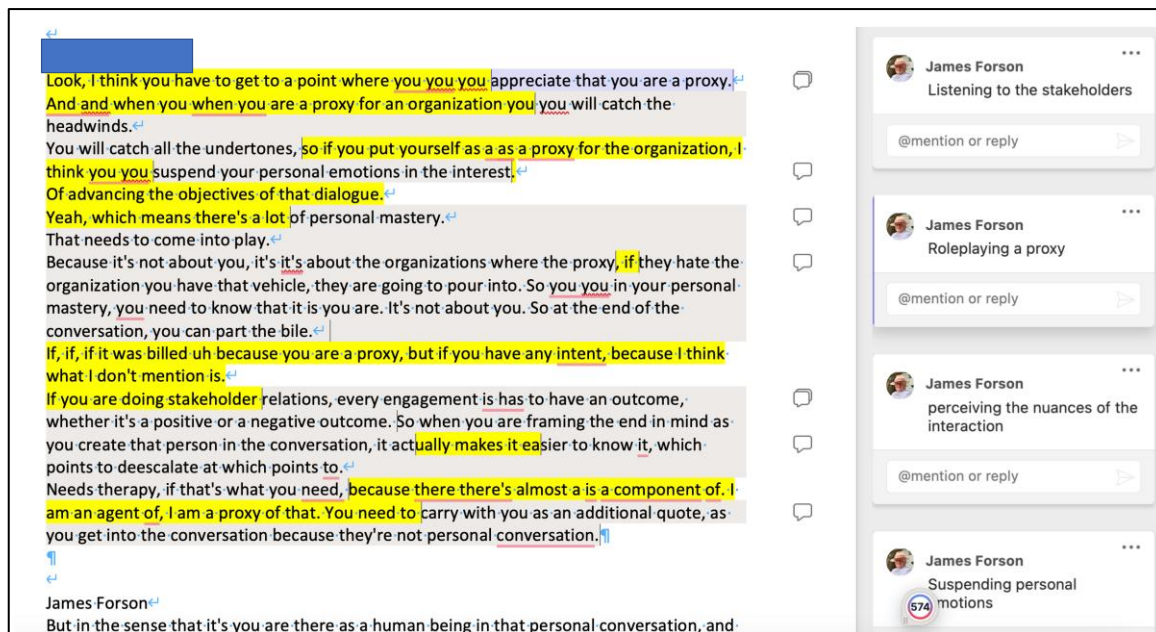 Look, I think you have to get to a point where you you you appreciate that you are a proxy.
And and when you when you are a proxy for an organization you you will catch the
headwinds.
You will catch all the undertones, so if you put yourself as a as a proxy for the organization, I
think you you suspend your personal emotions in the interest.
Of advancing the objectives of that dialogue.
Yeah, which means there's a lot of personal mastery.
That needs to come into play.
Because it's not about you, it's it's about the organizations where the proxy, if they hate the
organization you have that vehicle, they are going to pour into. So you you in your personal
mastery, you need to know that it is you are. It's not about you. So at the end of the
conversation, you can part the bile.
If, if, if it was billed uh because you are a proxy, but if you have any intent, because I think
what I don't mention is.
If you are doing stakeholder relations, every engagement is has to have an outcome,
whether it's a positive or a negative outcome. So when you are framing the end in mind as
you create that person in the conversation, it actually makes it easier to know it, which
points to deescalate at which points to.
Needs therapy, if that's what you need, because there there's almost a is a component of. I
am an agent of, I am a proxy of that. You need to carry with you as an additional quote, as
you get into the conversation because they're not personal conversation.
James Forson
But in the sense that it's you are there as a human being in that personal conversation, and
James Forson
Listening to the stakeholders
@mention or reply
James Forson
Roleplaying a proxy
@mention or reply
James Forson
perceiving the nuances of the
interaction
@mention or reply
James Forson
Suspending personal
emotions
574